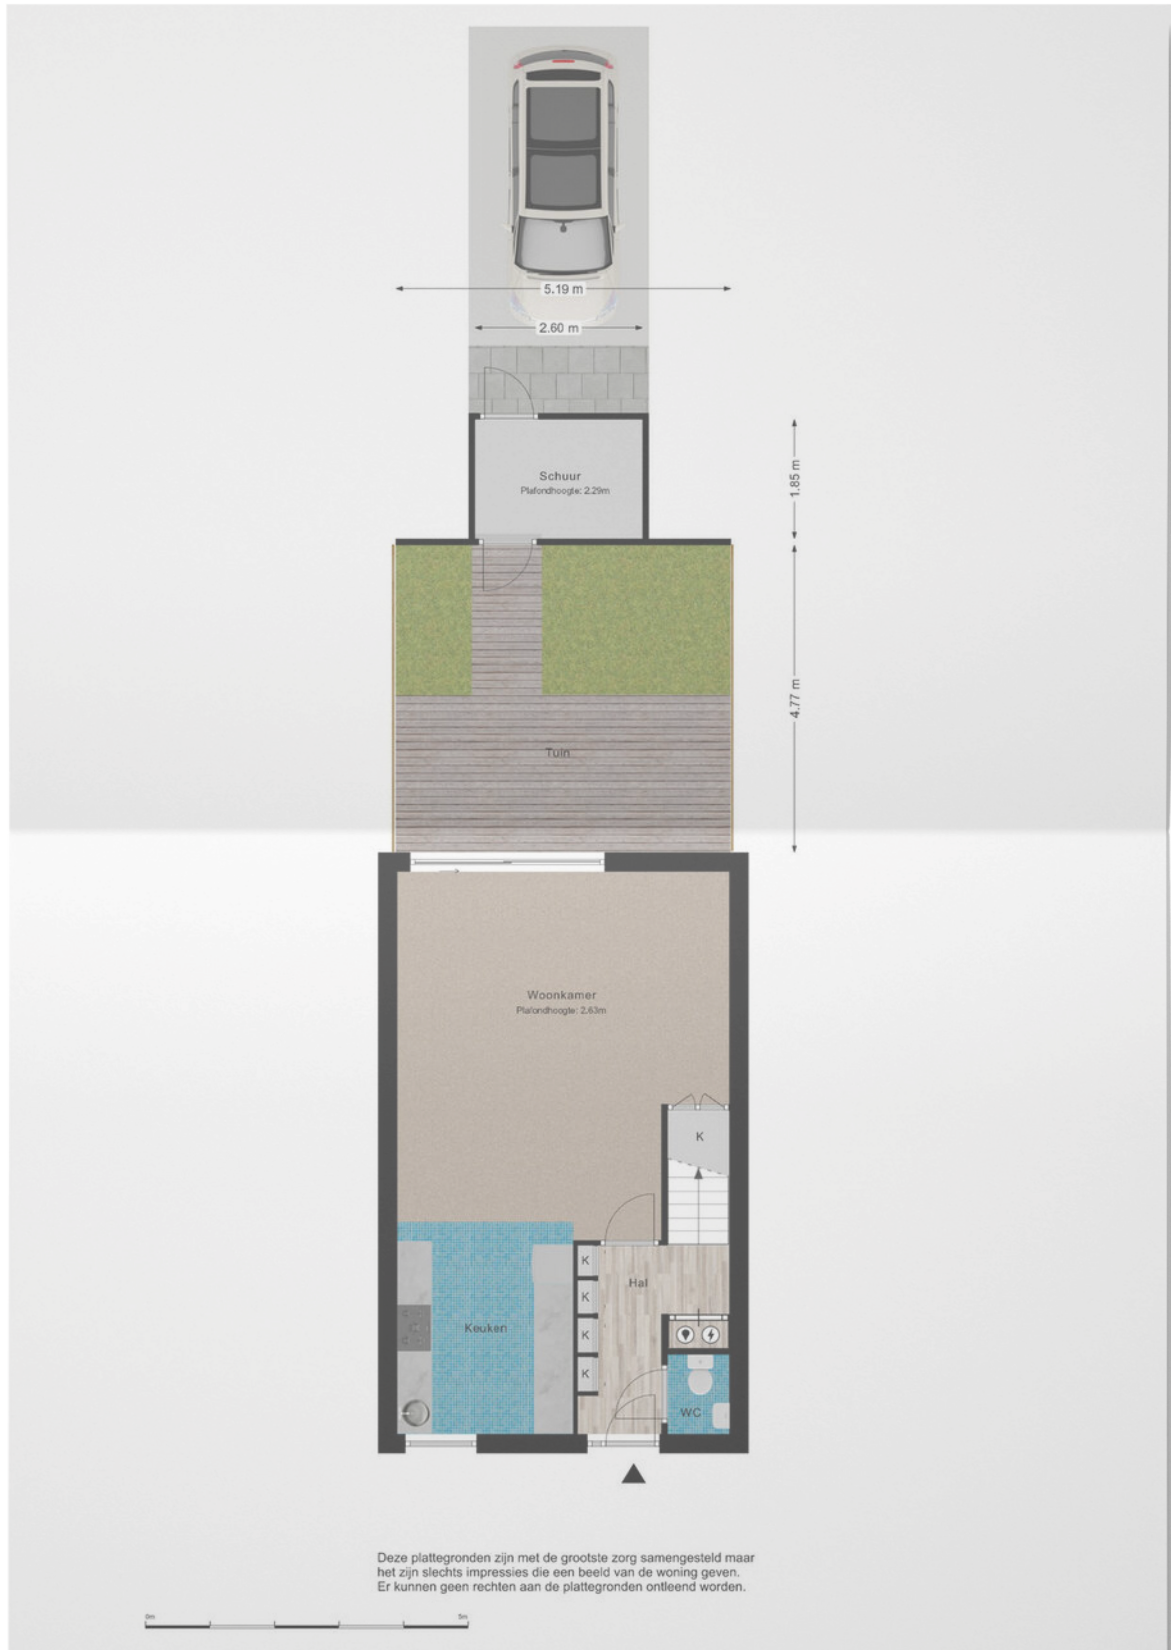 5.19 m
2.60 m
Schuur
Plafondhoogte: 2,29m
1.85 m
4.77 m
Tuin
Woonkamer
Plafondhoogte: 2,63m
K
K
Hal
K
Keuken
K
K
WC
Deze plattegronden zijn met de grootste zorg samengesteld maar
het zijn slechts impressies die een beeld van de woning geven.
Er kunnen geen rechten aan de plattegronden ontleend worden.
0m
5m